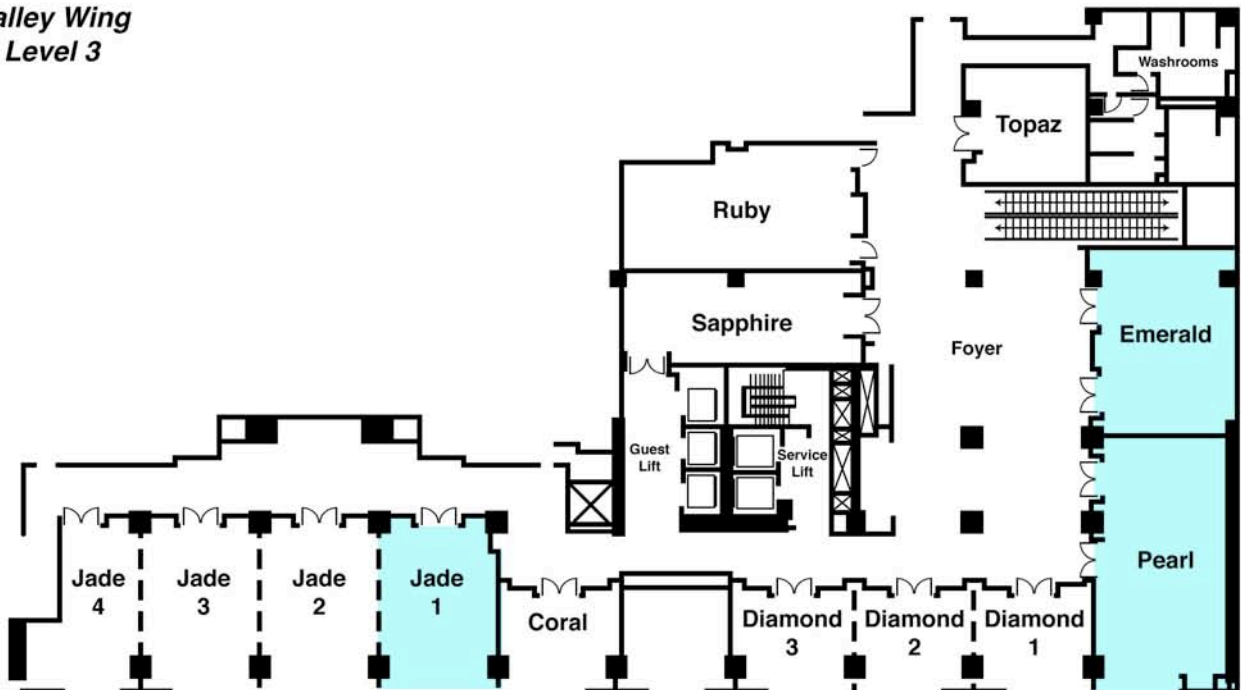 alley Wing
Level 3
Washrooms
Topaz
Ruby
Sapphire
Foyer
Emerald
Guest
Lift
Service
Lift
Pearl
Jade
4
Jade
3
Jade
2
Jade
1
Coral
Diamond
3
Diamond
2
Diamond
1